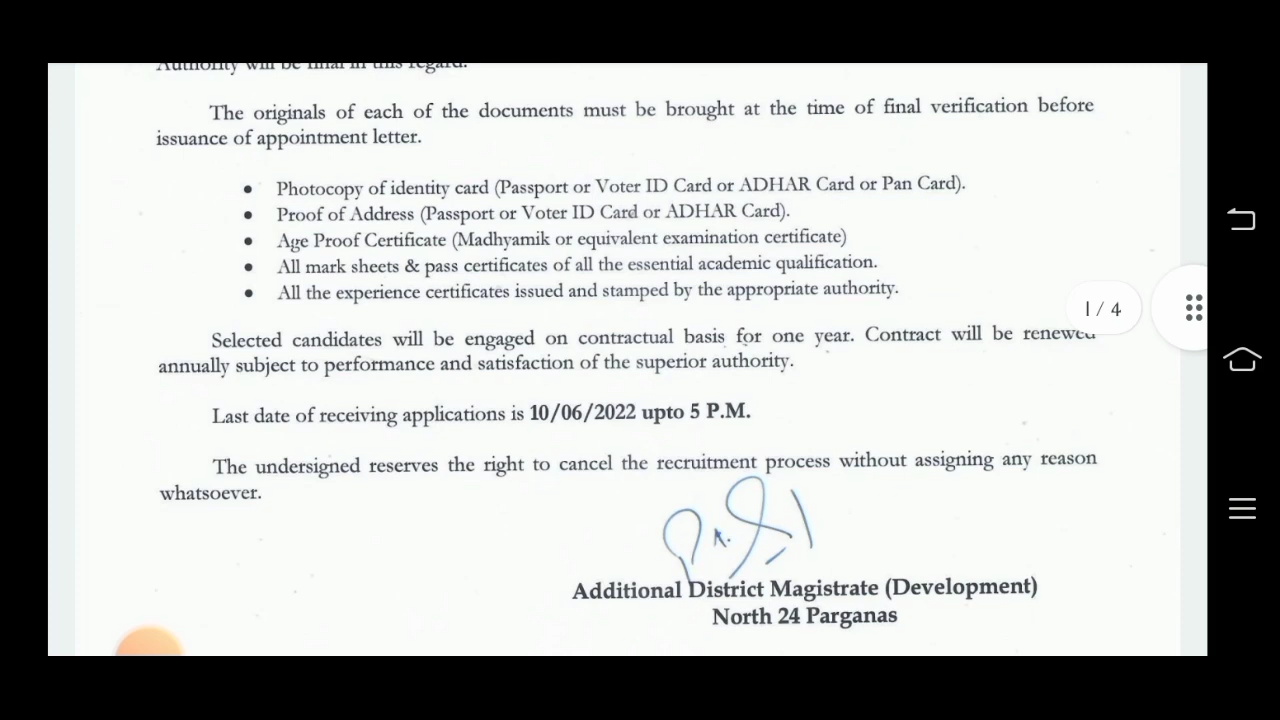 Authority will be final in this regard.
The originals of each of the documents must be brought at the time of final verification before
issuance of appointment letter.
• Photocopy of identity card (Passport or Voter ID Card or ADHAR Card or Pan Card).
• Proof of Address (Passport or Voter ID Card or ADHAR Card).
• Age Proof Certificate (Madhyamik or equivalent examination certificate)
• All mark sheets & pass certificates of all the essential academic qualification.
• All the experience certificates issued and stamped by the appropriate authority.
1 / 4
Selected candidates will be engaged on contractual basis for one year. Contract will be renewed
annually subject to performance and satisfaction of the superior authority.
Last date of receiving applications is 10/06/2022 upto 5 P.M.
The undersigned reserves the right to cancel the recruitment process without assigning any reason
whatsoever.
Additional District Magistrate (Development)
North 24 Parganas